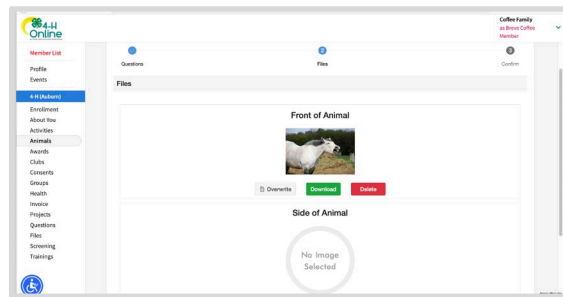 4-H
Online
Coffee Family
as Breve Coffee
Member
Member List
Profile
Events
4-H (Auburn)
Enrollment
About You
Activities
Animals
Awards
Clubs
Consents
Groups
Health
Invoice
Projects
Questions
Files
Screening
Trainings
2
3
Questions
Files
Confirm
Files
Front of Animal
Overwrite
Download
Delete
Side of Animal
No Image
Selected